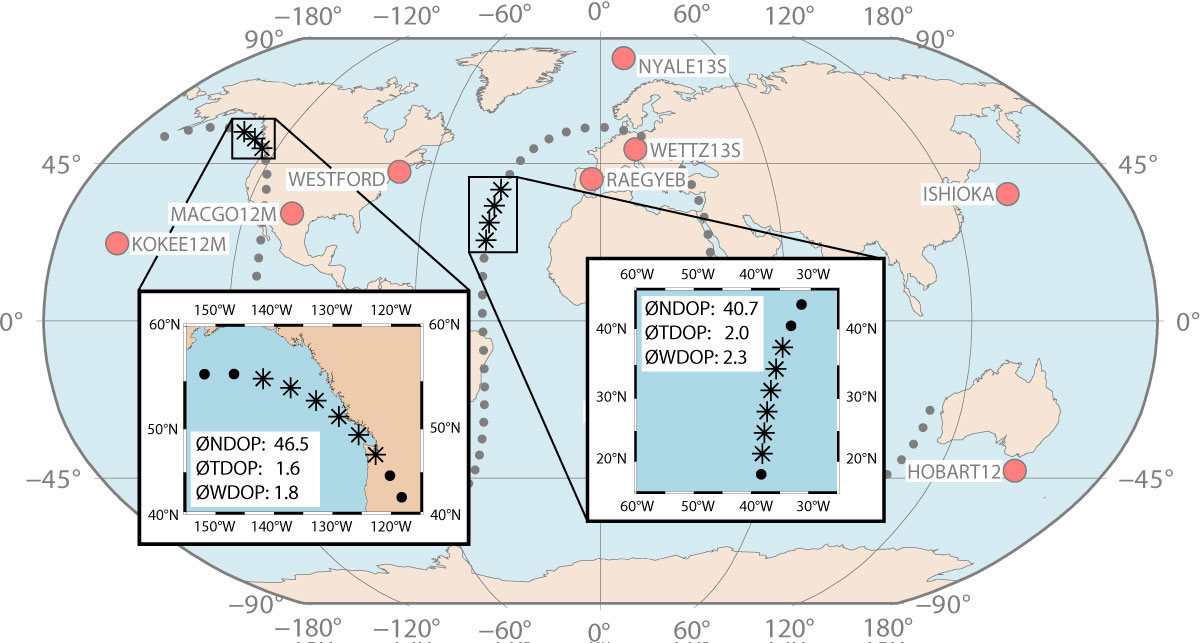 −180° −120° −60° 0° 60° 120° 180°
90° 90°
NYALE13S
45° WETTZ13S 45°
WESTFORD RAEGYEB ISHIOKA
MACGO12M
KOKEE12M
0° 0°
150°W 140°W 130°W 120°W
60°N 60°N
50°N 50°N
ØNDOP: 46.5
ØTDOP: 1.6
ØWDOP: 1.8
40°N 40°N
150°W 140°W 130°W 120°W
60°W 50°W 40°W 30°W
ØNDOP: 40.7
ØTDOP: 2.0
ØWDOP: 2.3
40°N 40°N
30°N 30°N
20°N 20°N
60°W 50°W 40°W 30°W
HOBART12
−45° −45°
−90° −90°
−180° −120° −60° 0° 60° 120° 180°